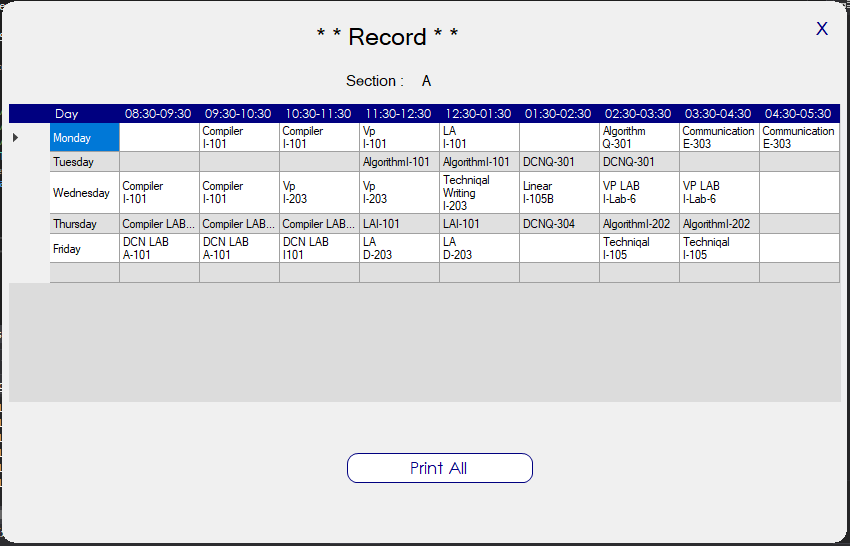 * * Record * *
X
Section : A
Day 08:30-09:30 09:30-10:30 10:30-11:30 11:30-12:30 12:30-01:30 01:30-02:30 02:30-03:30 03:30-04:30 04:30-05:30
Monday Compiler Compiler Vp LA Algorithm Communication Communication
I-101 I-101 I-101 I-101 Q-301 E-303 E-303
Tuesday AlgorithmI-101 AlgorithmI-101 DCNQ-301 DCNQ-301
Wednesday Compiler Compiler Vp Vp Techniqal Linear VP LAB VP LAB
I-101 I-101 I-203 I-203 Writing I-105B I-Lab-6 I-Lab-6
I-203
Thursday Compiler LAB... Compiler LAB... Compiler LAB... LAI-101 LAI-101 DCNQ-304 AlgorithmI-202 AlgorithmI-202
Friday DCN LAB DCN LAB DCN LAB LA LA Techniqal Techniqal
A-101 A-101 I101 D-203 D-203 I-105 I-105
Print All